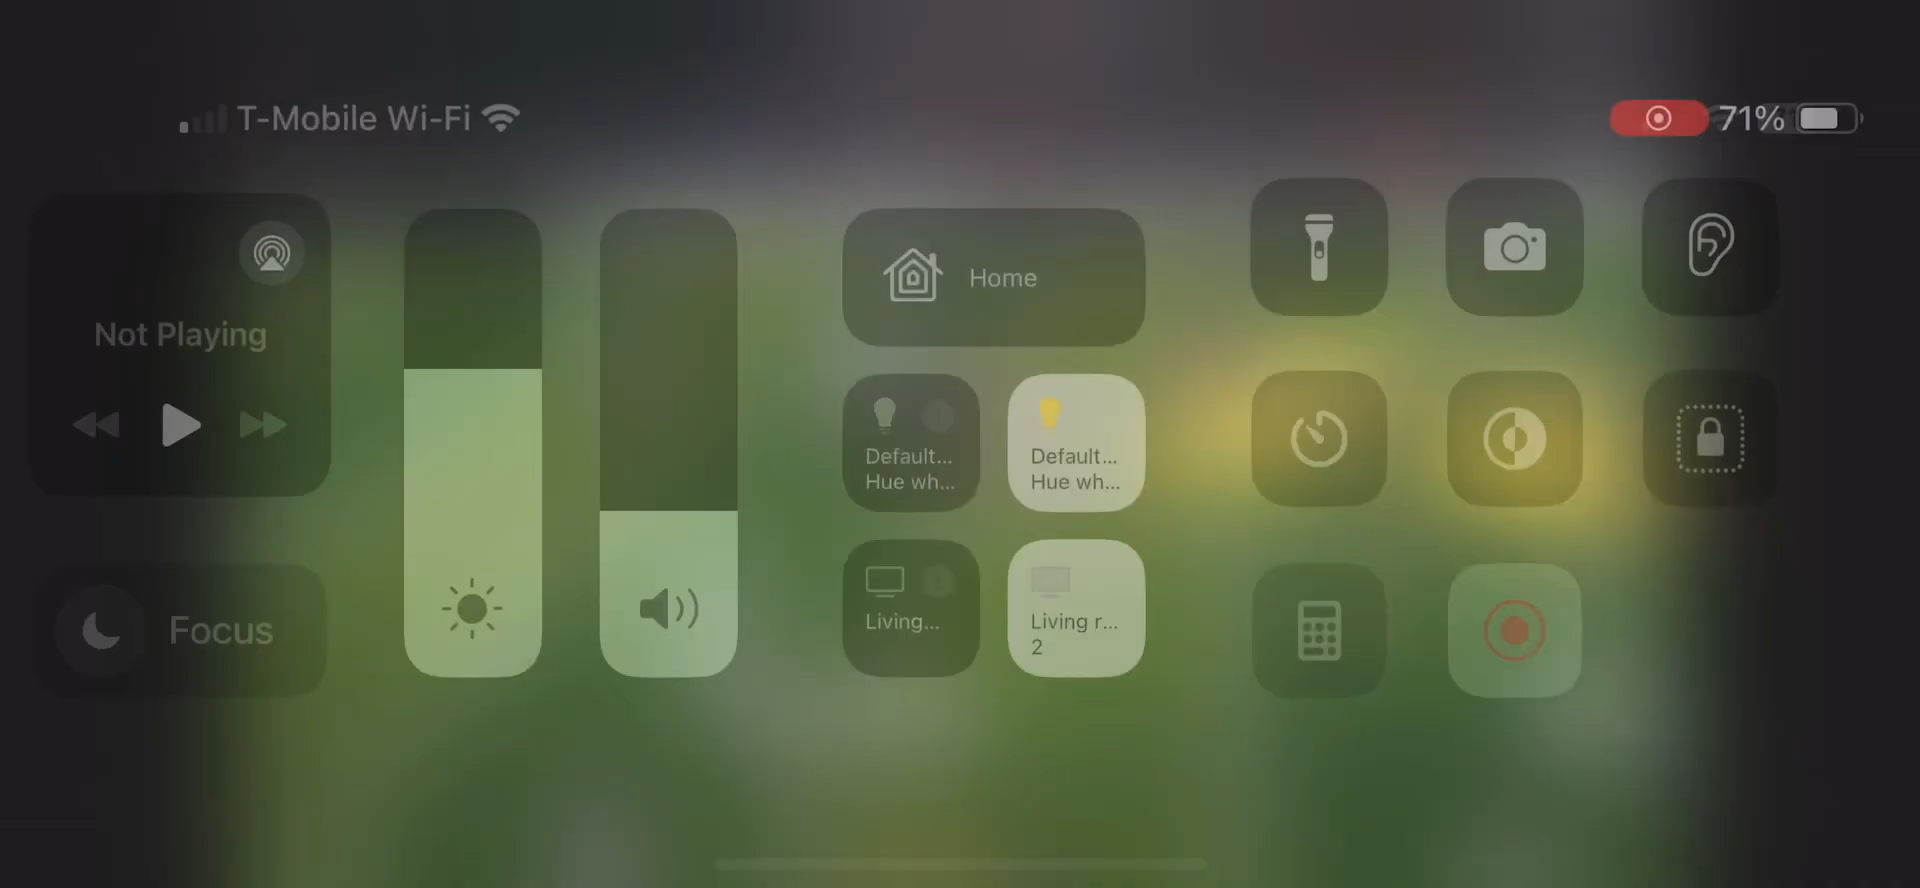 T-Mobile Wi-Fi
71%
Not Playing
Focus
Home
Default...
Hue wh...
Default...
Hue wh...
Living...
Living r...
2